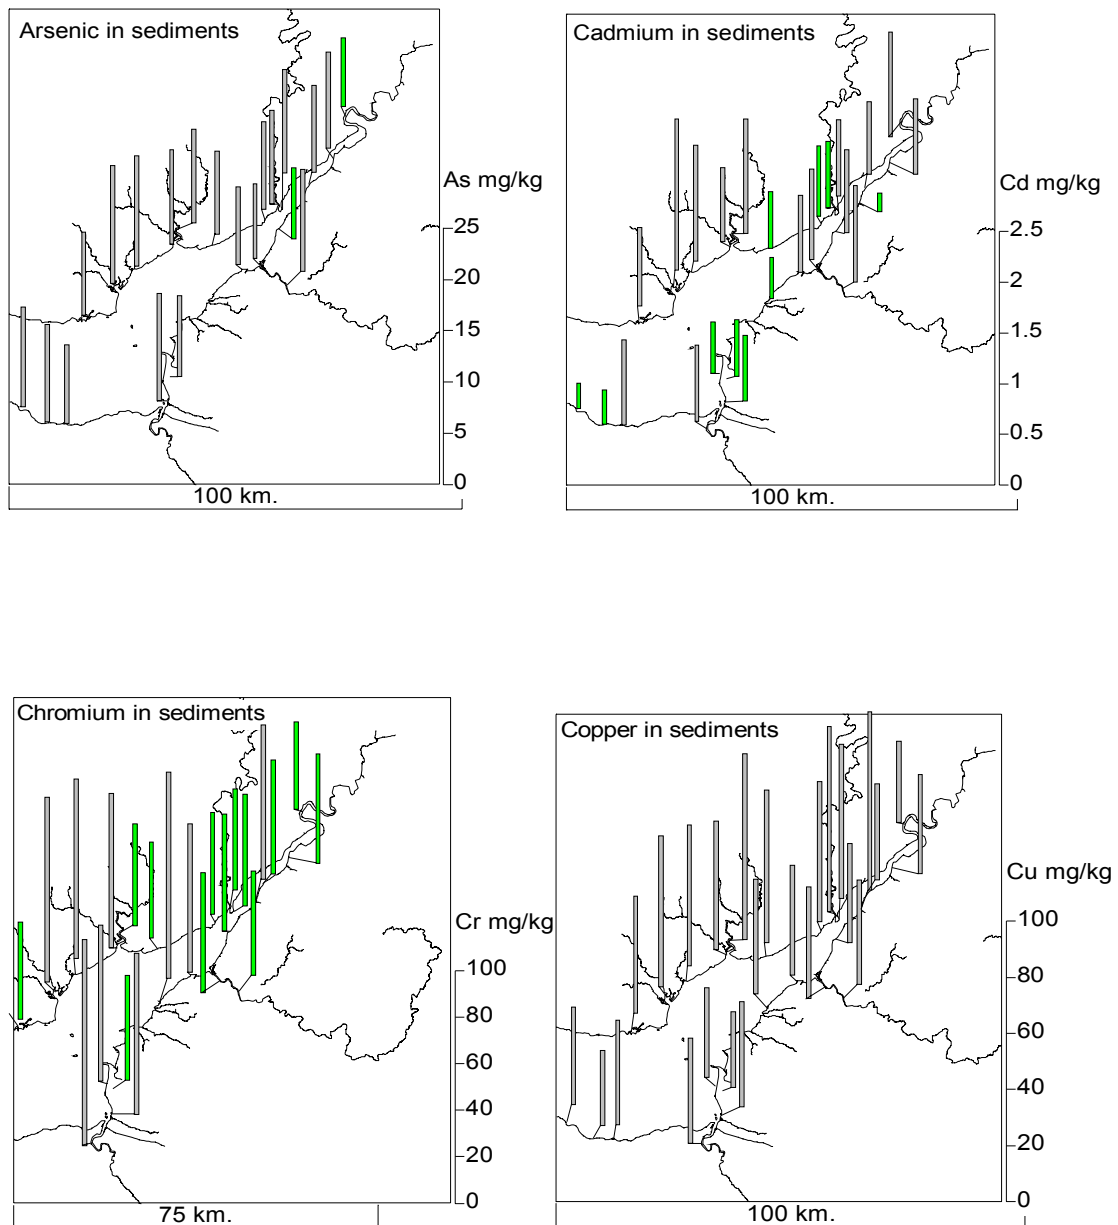 Arsenic in sediments
As mg/kg
25
20
15
10
5
0
100 km.
Cadmium in sediments
Cd mg/kg
2.5
2
1.5
1
0.5
0
100 km.
Chromium in sediments
Cr mg/kg
100
80
60
40
20
0
75 km.
Copper in sediments
Cu mg/kg
100
80
60
40
20
0
100 km.